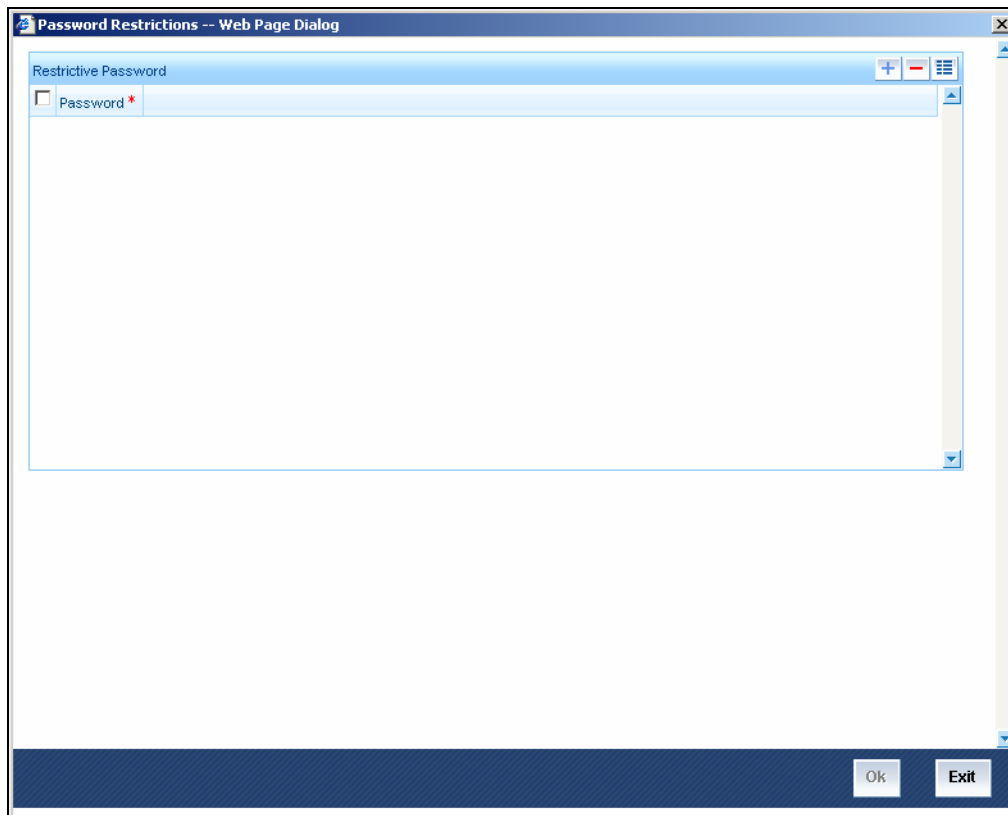 Password Restrictions -- Web Page Dialog
Restrictive Password
Password *
Ok
Exit